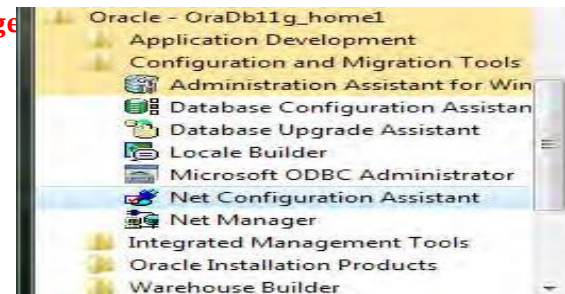 ge
Oracle - OraDb11g_home1
Application Development
Configuration and Migration Tools
Administration Assistant for Win
Database Configuration Assistan
Database Upgrade Assistant
Locale Builder
Microsoft ODBC Administrator
Net Configuration Assistant
Net Manager
Integrated Management Tools
Oracle Installation Products
Warehouse Builder